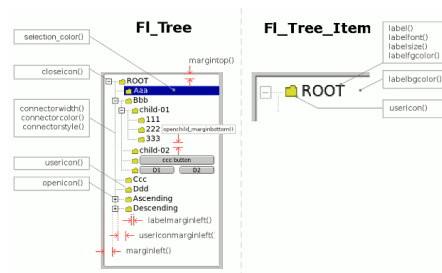 Fl_Tree
Fl_Tree_Item
selection_color()
margintop()
closeicon()
connectorwidth()
connectorcolor()
connectorstyle()
usericon()
openicon()
ROOT
Aaa
Bbb
child-01
111
222
openchild_marginbottom()
333
child-02
ccc button
D1
D2
Ccc
Ddd
Ascending
Descending
labelmarginleft()
usericonmarginleft(
marginleft()
label()
labelfont()
labelsize()
labelfgcolor()
labelbgcolor()
ROOT
usericon()